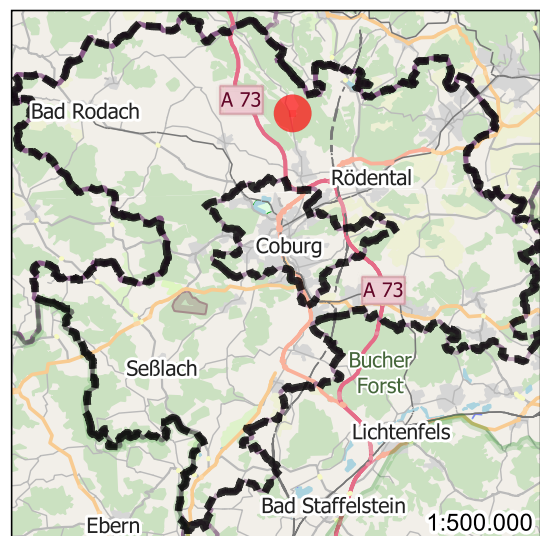 A 73
Bad Rodach
Rödental
Coburg
A 73
Bucher
Forst
Seßlach
Lichtenfels
Bad Staffelstein
Ebern
1:500.000